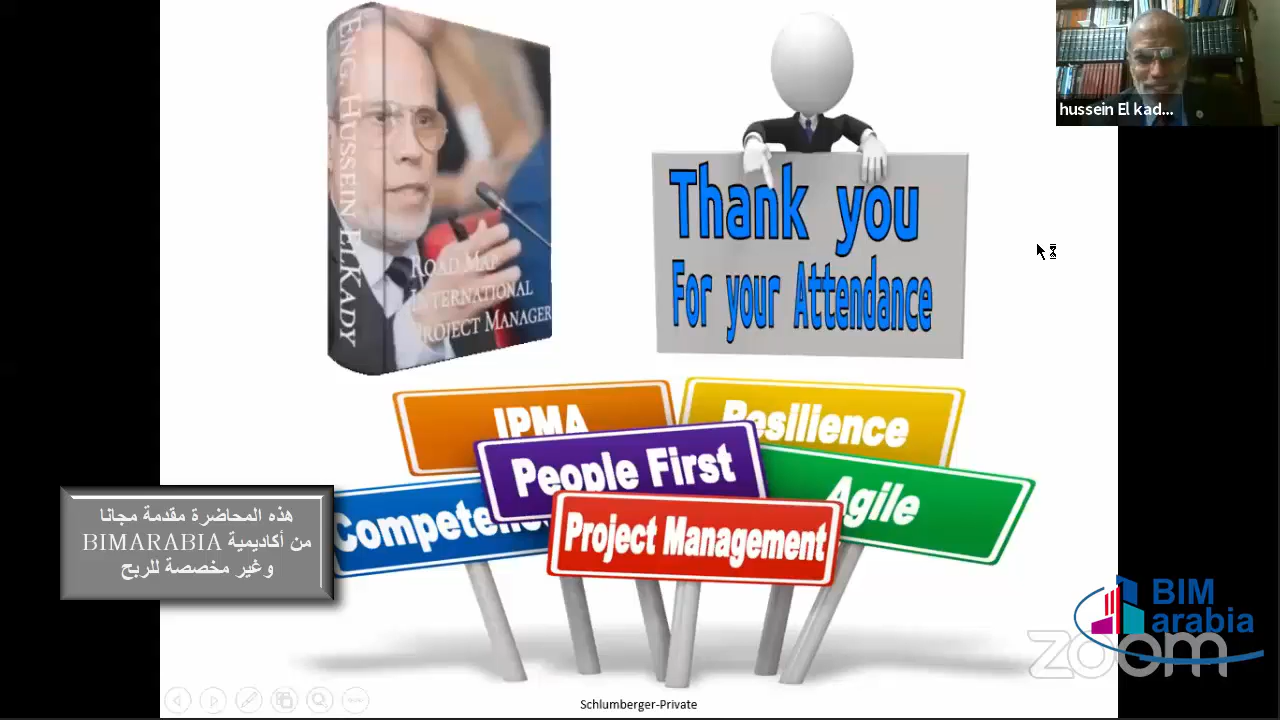 ENG. HUSSEIN ELKADY
ROAD MAP
INTERNATIONAL
PROJECT MANAGER
Thank you
For your Attendance
hussein El kad...
IPMA
Resilience
People First
Agile
Project Management
هذه المحاضرة مقدمة مجانا
من أكاديمية BIMARABIA
وغير مخصصة للربح
BIM
arabia
zoom
Schlumberger-Private